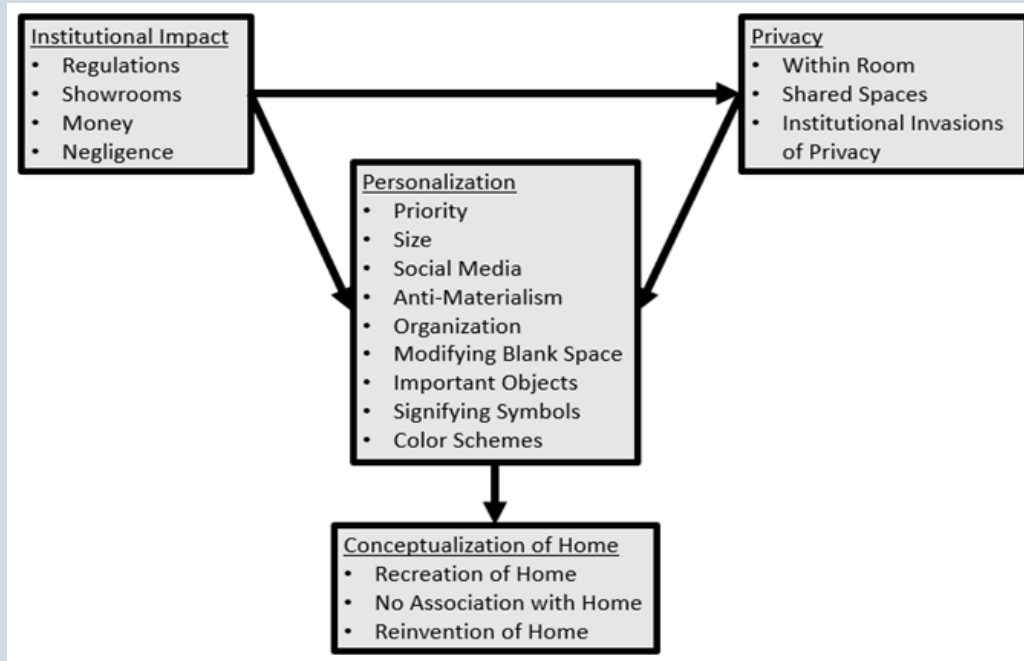 Institutional Impact
• Regulations
• Showrooms
• Money
• Negligence
Privacy
• Within Room
• Shared Spaces
• Institutional Invasions
of Privacy
Personalization
• Priority
• Size
• Social Media
• Anti-Materialism
• Organization
• Modifying Blank Space
• Important Objects
• Signifying Symbols
• Color Schemes
Conceptualization of Home
• Recreation of Home
• No Association with Home
• Reinvention of Home